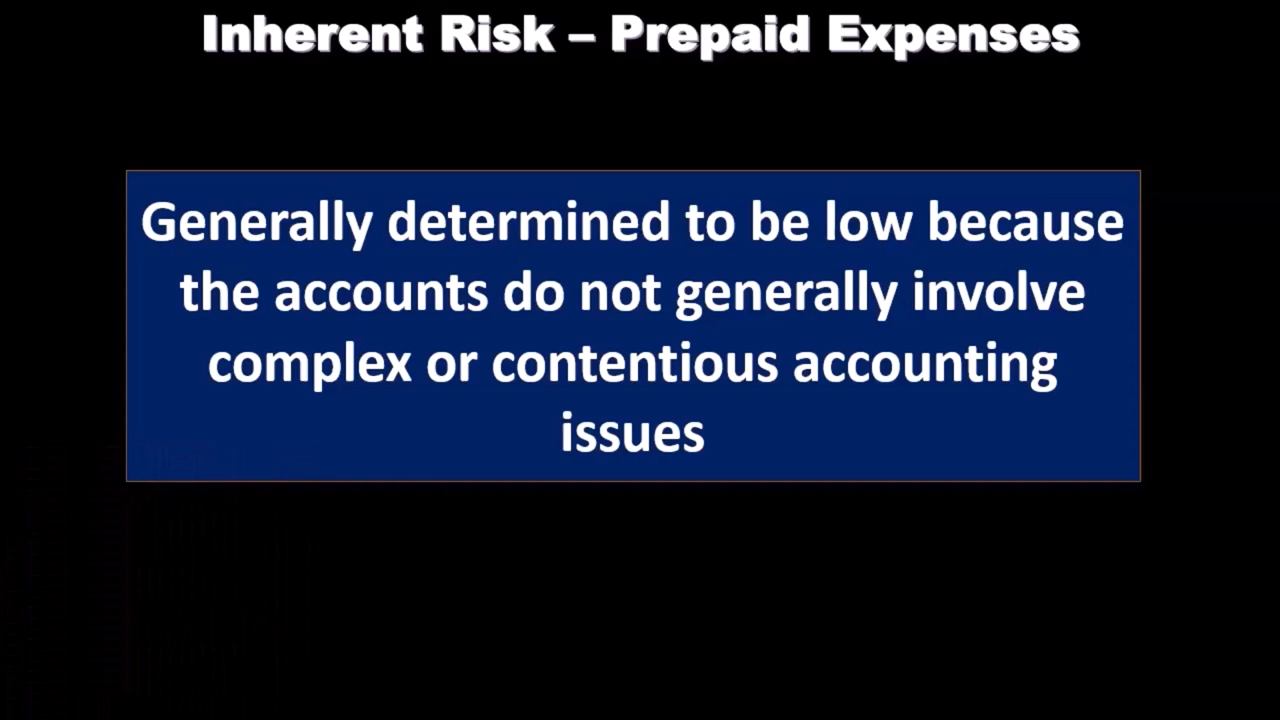 Inherent Risk – Prepaid Expenses
Generally determined to be low because
the accounts do not generally involve
complex or contentious accounting
issues